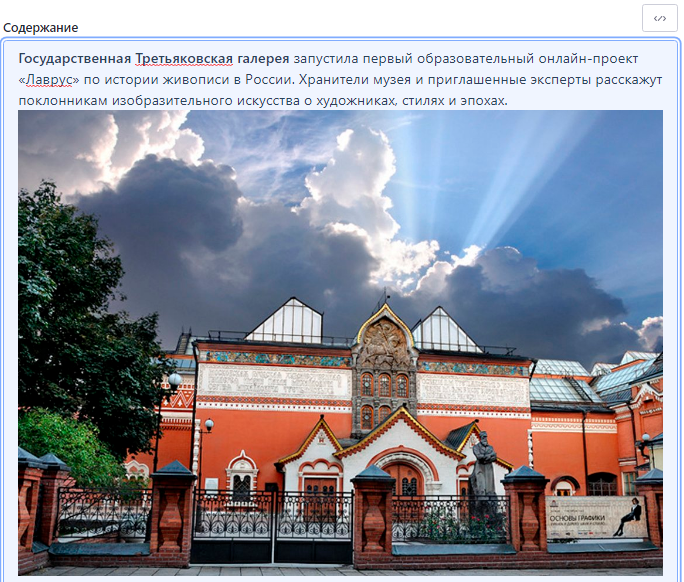 Содержание
Государственная Третьяковская галерея запустила первый образовательный онлайн-проект
«Лаврус» по истории живописи в России. Хранители музея и приглашенные эксперты расскажут
поклонникам изобразительного искусства о художниках, стилях и эпохах.
ОСНОВЫ ГРАФИКИ